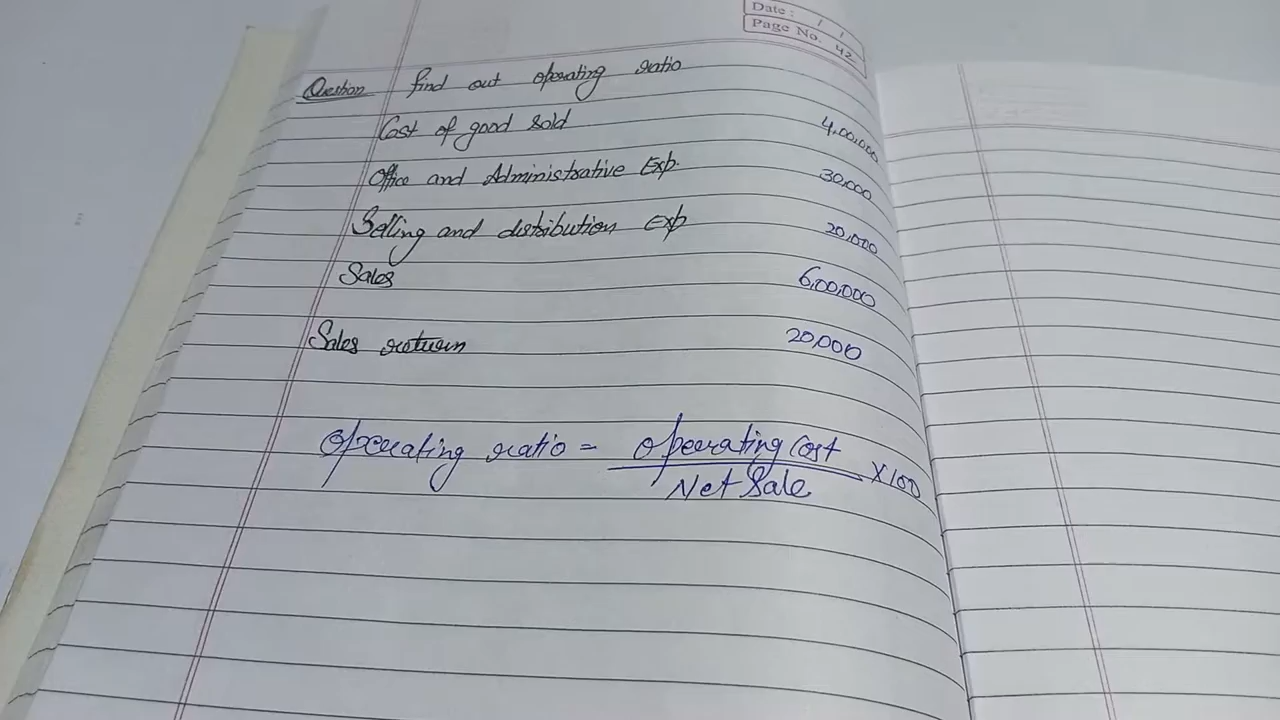 Date : / /
Page No. 42
Question find out operating ratio
Cost of good sold 4,00,000
Office and Administrative Exp. 30,000
Selling and distribution Exp 20,000
Sales 6,00,000
Sales return 20,000
Operating ratio = Operating Cost / Net Sale X100